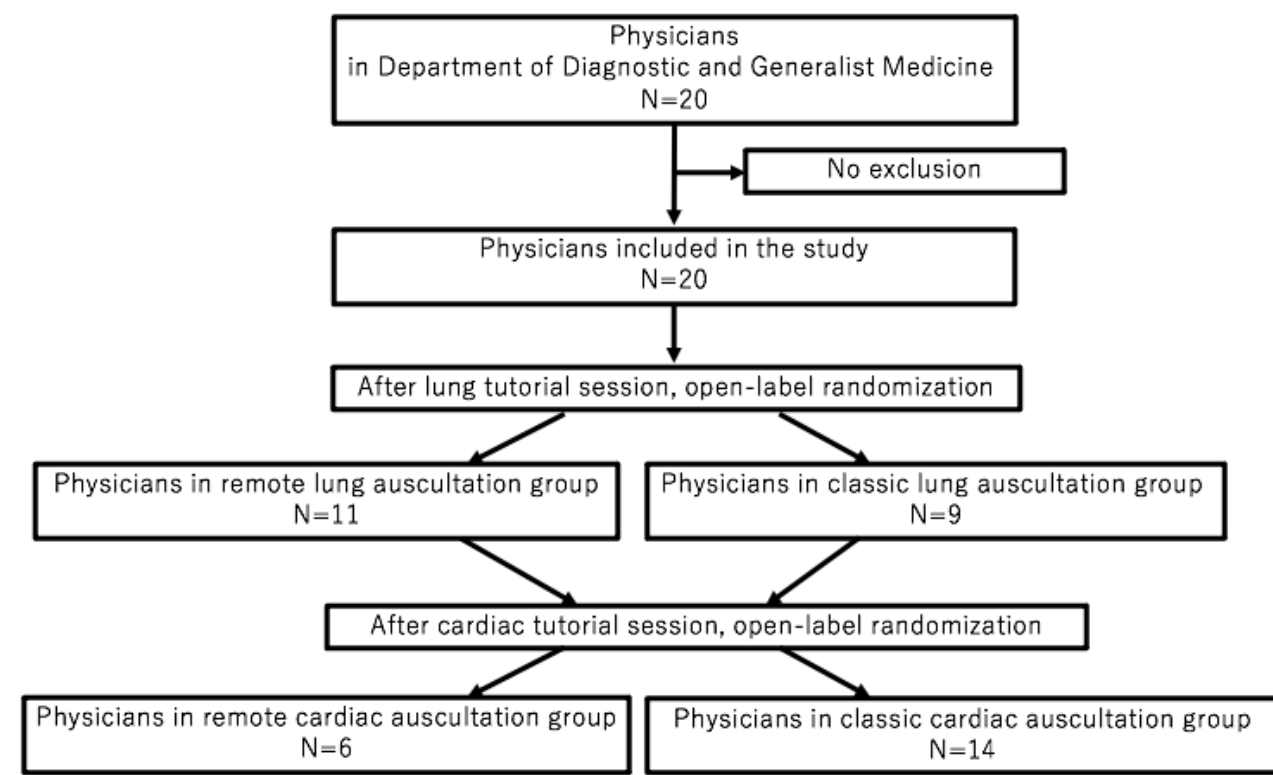 Physicians
in Department of Diagnostic and Generalist Medicine
N=20
No exclusion
Physicians included in the study
N=20
After lung tutorial session, open-label randomization
Physicians in remote lung auscultation group
N=11
Physicians in classic lung auscultation group
N=9
After cardiac tutorial session, open-label randomization
Physicians in remote cardiac auscultation group
N=6
Physicians in classic cardiac auscultation group
N=14